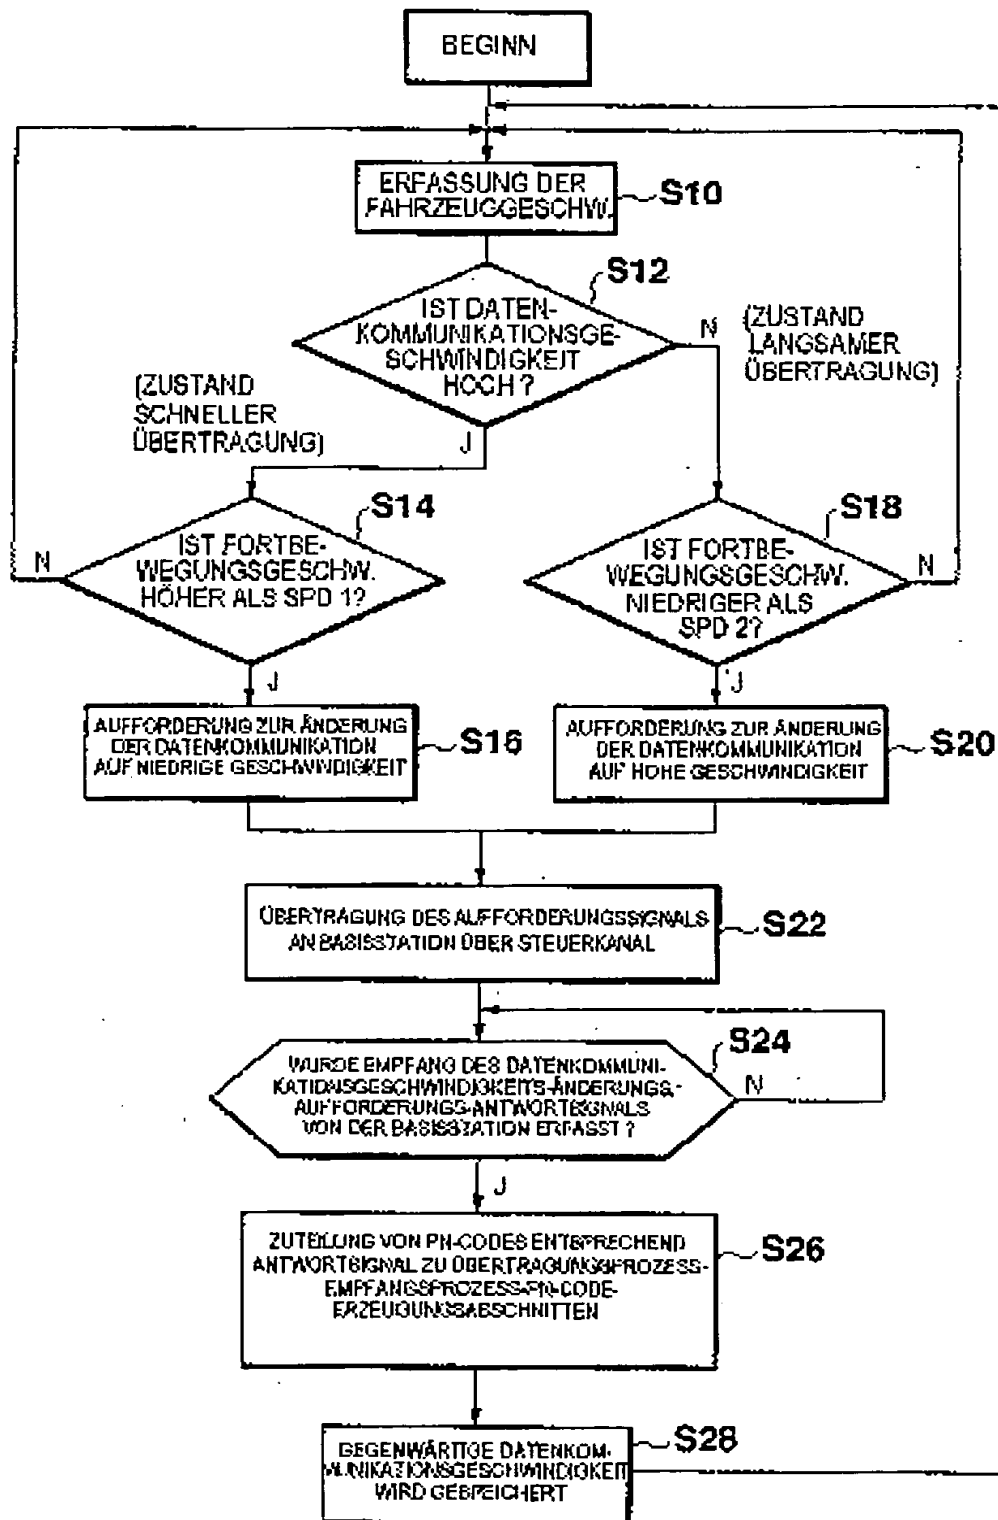 BEGINN
ERFASSUNG DER
FAHRZEUGGESCHW.
S10
S12
IST DATEN-
KOMMUNIKATIONSGE-
SCHWINDIGKEIT
HOCH ?
N
(ZUSTAND
LANGSAMER
ÜBERTRAGUNG)
(ZUSTAND
SCHNELLER
ÜBERTRAGUNG)
J
S14
IST FORTBE-
WEGUNGSGESCHW.
HÖHER ALS SPD 1?
N
J
S18
IST FORTBE-
WEGUNGSGESCHW.
NIEDRIGER ALS
SPD 2?
N
J
AUFFORDERUNG ZUR ÄNDERUNG
DER DATENKOMMUNIKATION
AUF NIEDRIGE GESCHWINDIGKEIT
S16
AUFFORDERUNG ZUR ÄNDERUNG
DER DATENKOMMUNIKATION
AUF HOHE GESCHWINDIGKEIT
S20
ÜBERTRAGUNG DES AUFFORDERUNGSSIGNALS
AN BASISSTATION ÜBER STEUERKANAL
S22
S24
WURDE EMPFANG DES DATENKOMMUNI-
KATIONSGESCHWINDIGKEITS-ÄNDERUNGS-
AUFFORDERUNGS-ANTWORTSIGNALS
VON DER BASISSTATION ERFASST ?
N
J
ZUTEILUNG VON PN-CODES ENTSPRECHEND
ANTWORTSIGNAL ZU ÜBERTRAGUNGSPROZESS-
EMPFANGSPROZESS-PN-CODE-
ERZEUGUNGSABSCHNITTEN
S26
GEGENWÄRTIGE DATENKOM-
MUNIKATIONSGESCHWINDIGKEIT
WIRD GESPEICHERT
S28